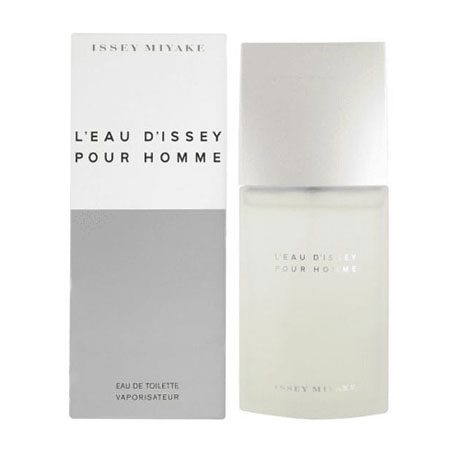 ISSEY MIYAKE
L'EAU D'ISSEY
POUR HOMME
EAU DE TOILETTE
VAPORISATEUR
L'EAU D'ISSEY
POUR HOMME
ISSEY MIYAKE